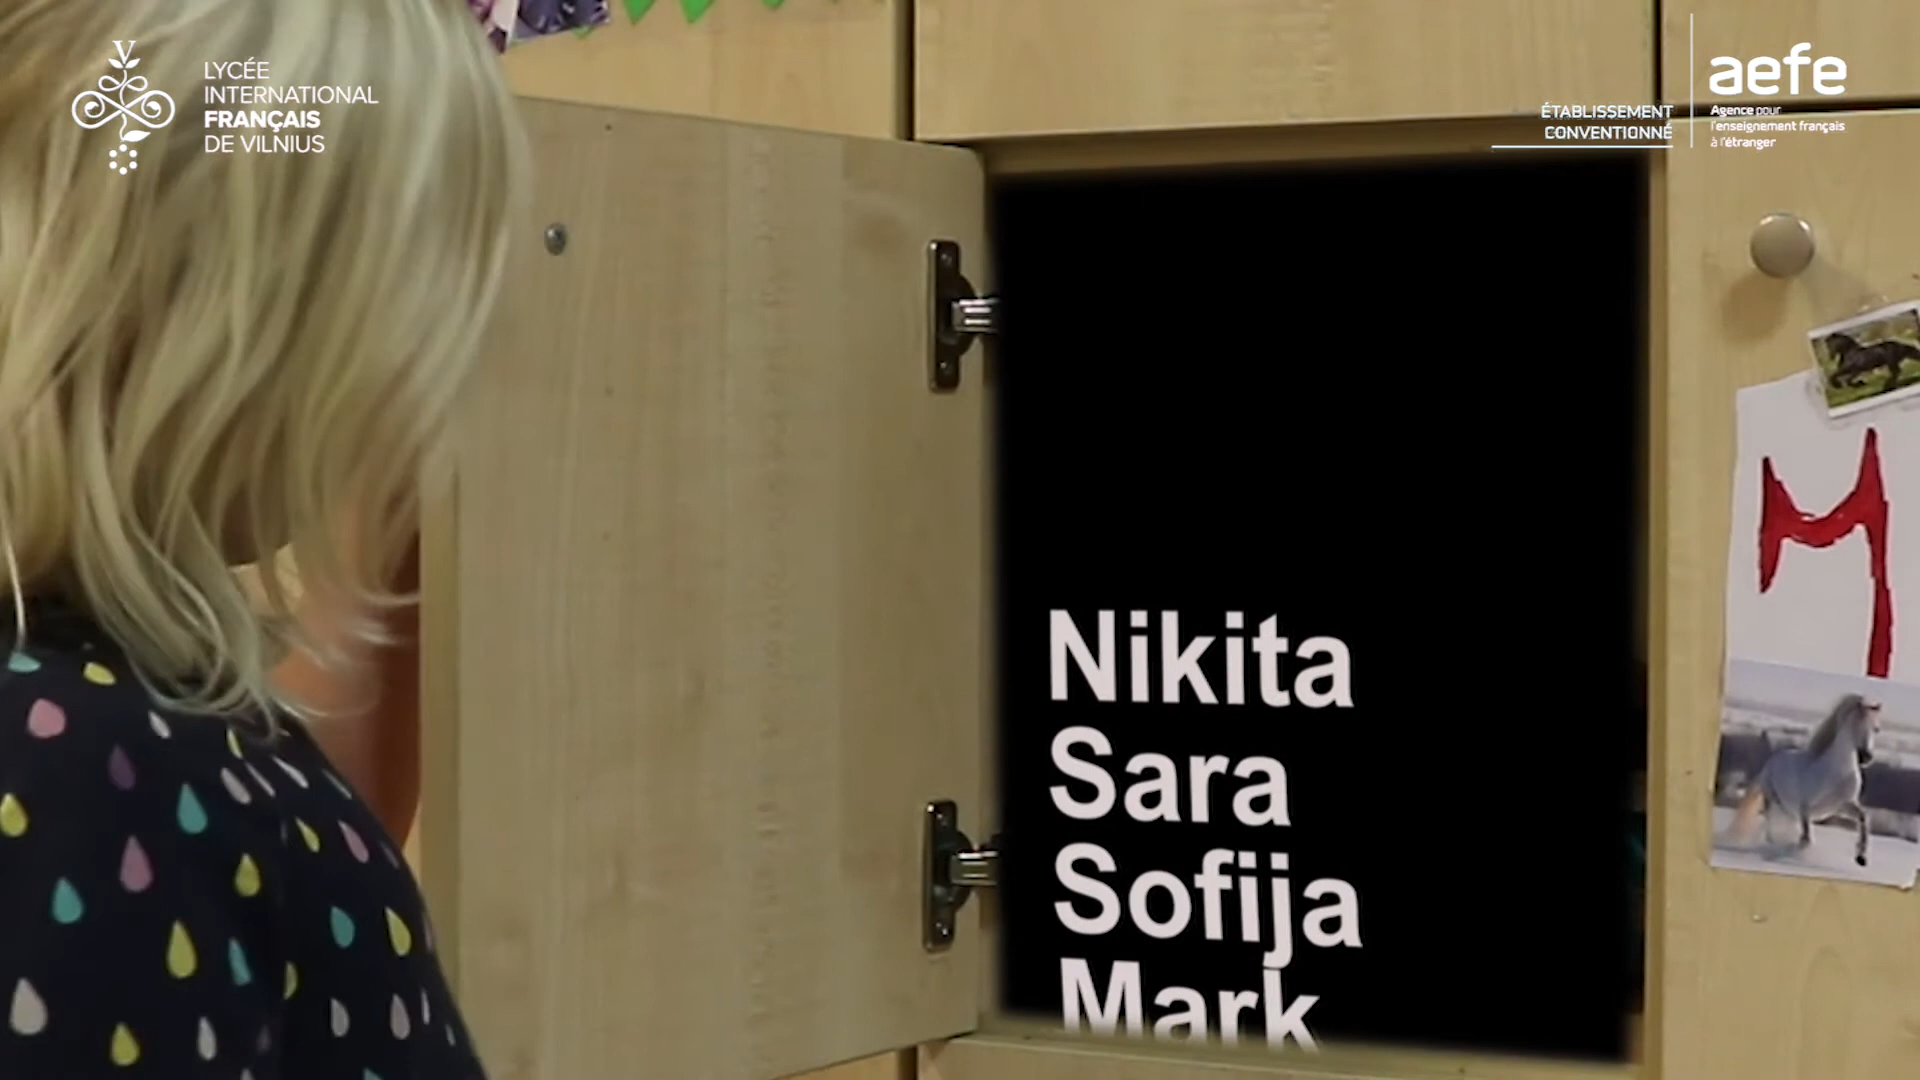 LYCÉE
INTERNATIONAL
FRANÇAIS
DE VILNIUS
ÉTABLISSEMENT
CONVENTIONNÉ
aefe
Agence pour
l'enseignement français
à l'étranger
Nikita
Sara
Sofija
Mark
M